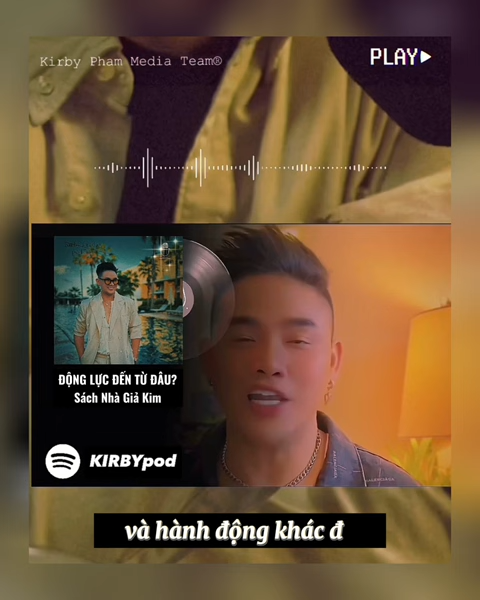 Kirby Pham Media Team®
PLAY
ĐỘNG LỰC ĐẾN TỪ ĐÂU?
Sách Nhà Giả Kim
KIRBYpod
và hành động khác đ